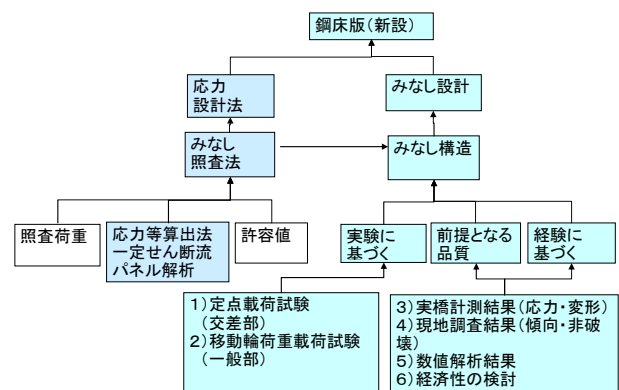 鋼床版（新設）
応力
設計法
みなし設計
みなし
照査法
みなし構造
照査荷重
応力等算出法
一定せん断流
パネル解析
許容値
実験に
基づく
前提となる
品質
経験に
基づく
1）定点載荷試験
（交差部）
2）移動輪荷重載荷試験
（一般部）
3）実橋計測結果（応力・変形）
4）現地調査結果（傾向・非破
壊）
5）数値解析結果
6）経済性の検討